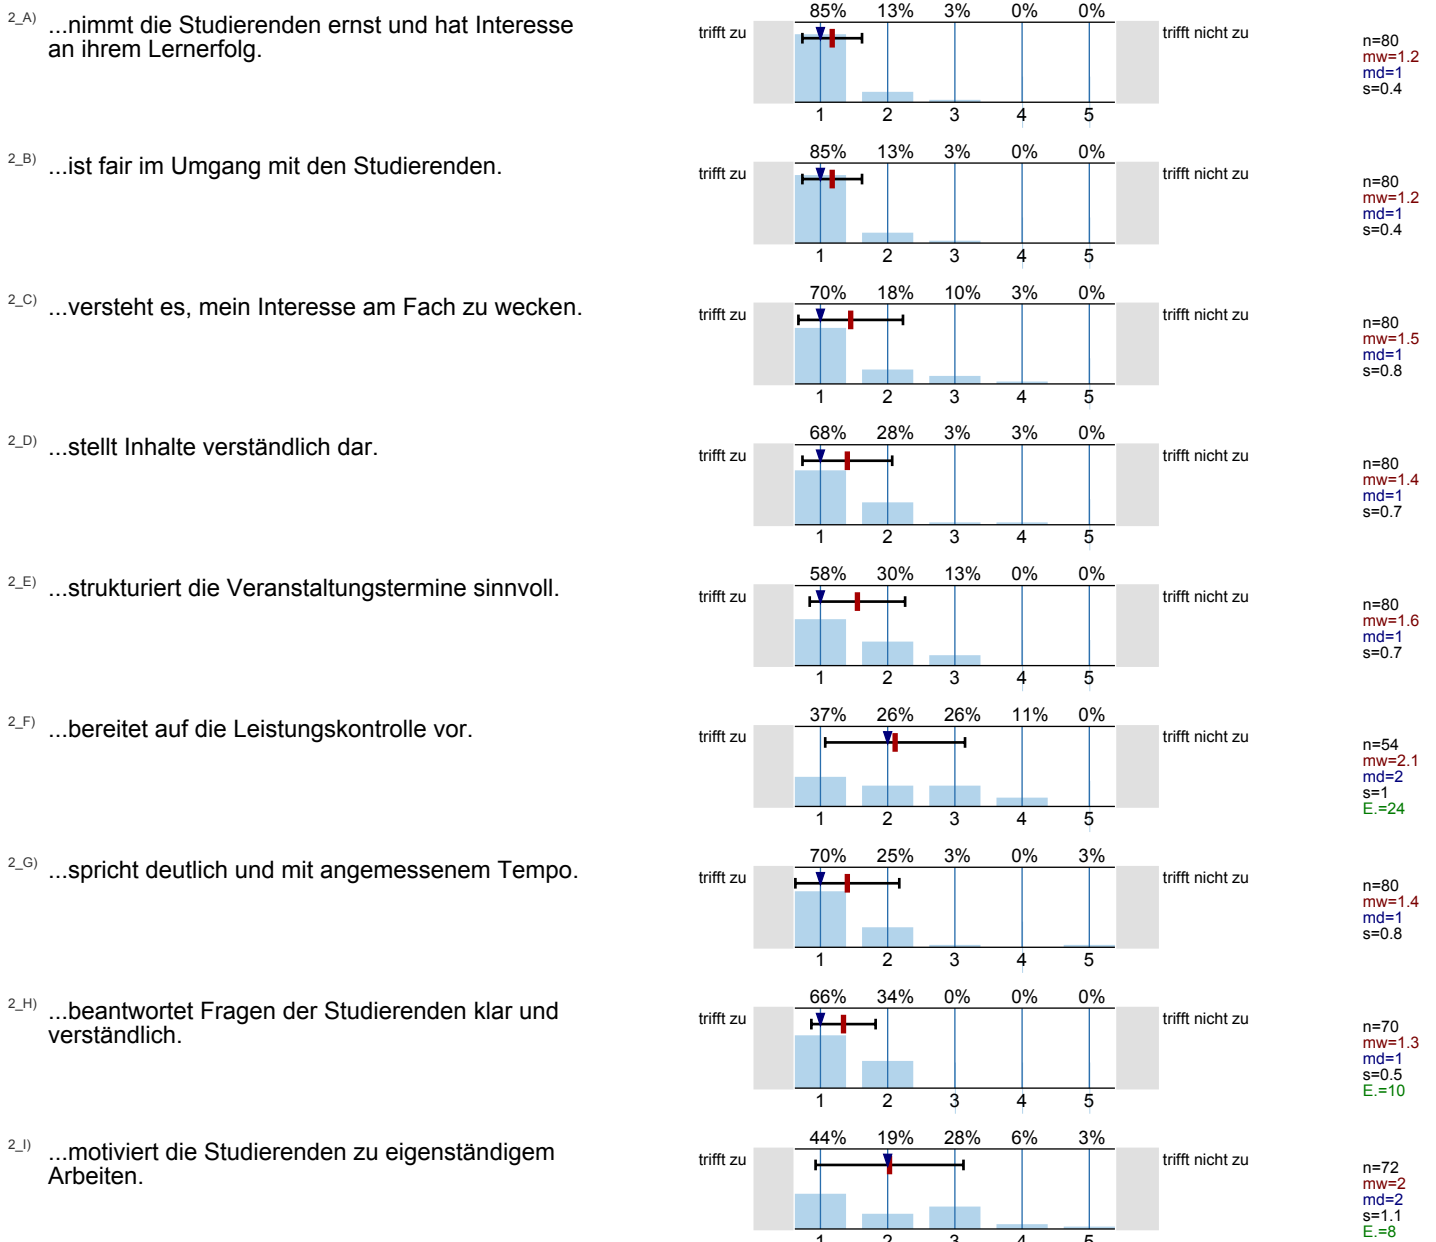 2_A) ...nimmt die Studierenden ernst und hat Interesse
an ihrem Lernerfolg.
85% 13% 3% 0% 0%
trifft zu trifft nicht zu
1 2 3 4 5
n=80
mw=1.2
md=1
s=0.4
2_B) ...ist fair im Umgang mit den Studierenden.
85% 13% 3% 0% 0%
trifft zu trifft nicht zu
1 2 3 4 5
n=80
mw=1.2
md=1
s=0.4
2_C) ...versteht es, mein Interesse am Fach zu wecken.
70% 18% 10% 3% 0%
trifft zu trifft nicht zu
1 2 3 4 5
n=80
mw=1.5
md=1
s=0.8
2_D) ...stellt Inhalte verständlich dar.
68% 28% 3% 3% 0%
trifft zu trifft nicht zu
1 2 3 4 5
n=80
mw=1.4
md=1
s=0.7
2_E) ...strukturiert die Veranstaltungstermine sinnvoll.
58% 30% 13% 0% 0%
trifft zu trifft nicht zu
1 2 3 4 5
n=80
mw=1.6
md=1
s=0.7
2_F) ...bereitet auf die Leistungskontrolle vor.
37% 26% 26% 11% 0%
trifft zu trifft nicht zu
1 2 3 4 5
n=54
mw=2.1
md=2
s=1
E.=24
2_G) ...spricht deutlich und mit angemessenem Tempo.
70% 25% 3% 0% 3%
trifft zu trifft nicht zu
1 2 3 4 5
n=80
mw=1.4
md=1
s=0.8
2_H) ...beantwortet Fragen der Studierenden klar und
verständlich.
66% 34% 0% 0% 0%
trifft zu trifft nicht zu
1 2 3 4 5
n=70
mw=1.3
md=1
s=0.5
E.=10
2_I) ...motiviert die Studierenden zu eigenständigem
Arbeiten.
44% 19% 28% 6% 3%
trifft zu trifft nicht zu
1 2 3 4 5
n=72
mw=2
md=2
s=1.1
E.=8